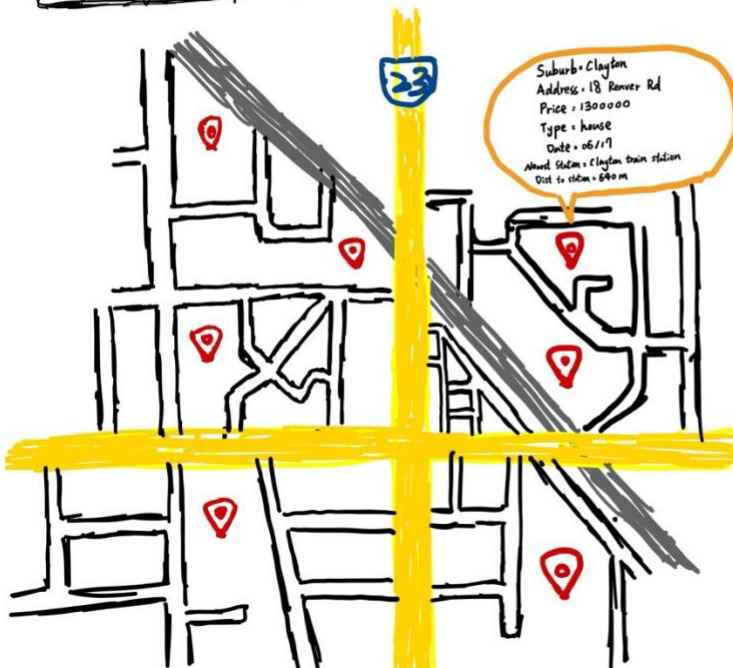 23
Suburb: Clayton
Address: 18 Renver Rd
Price: 1300000
Type: house
Date: 06/17
Nearest Station: Clayton train station
Dist to station: 640 m